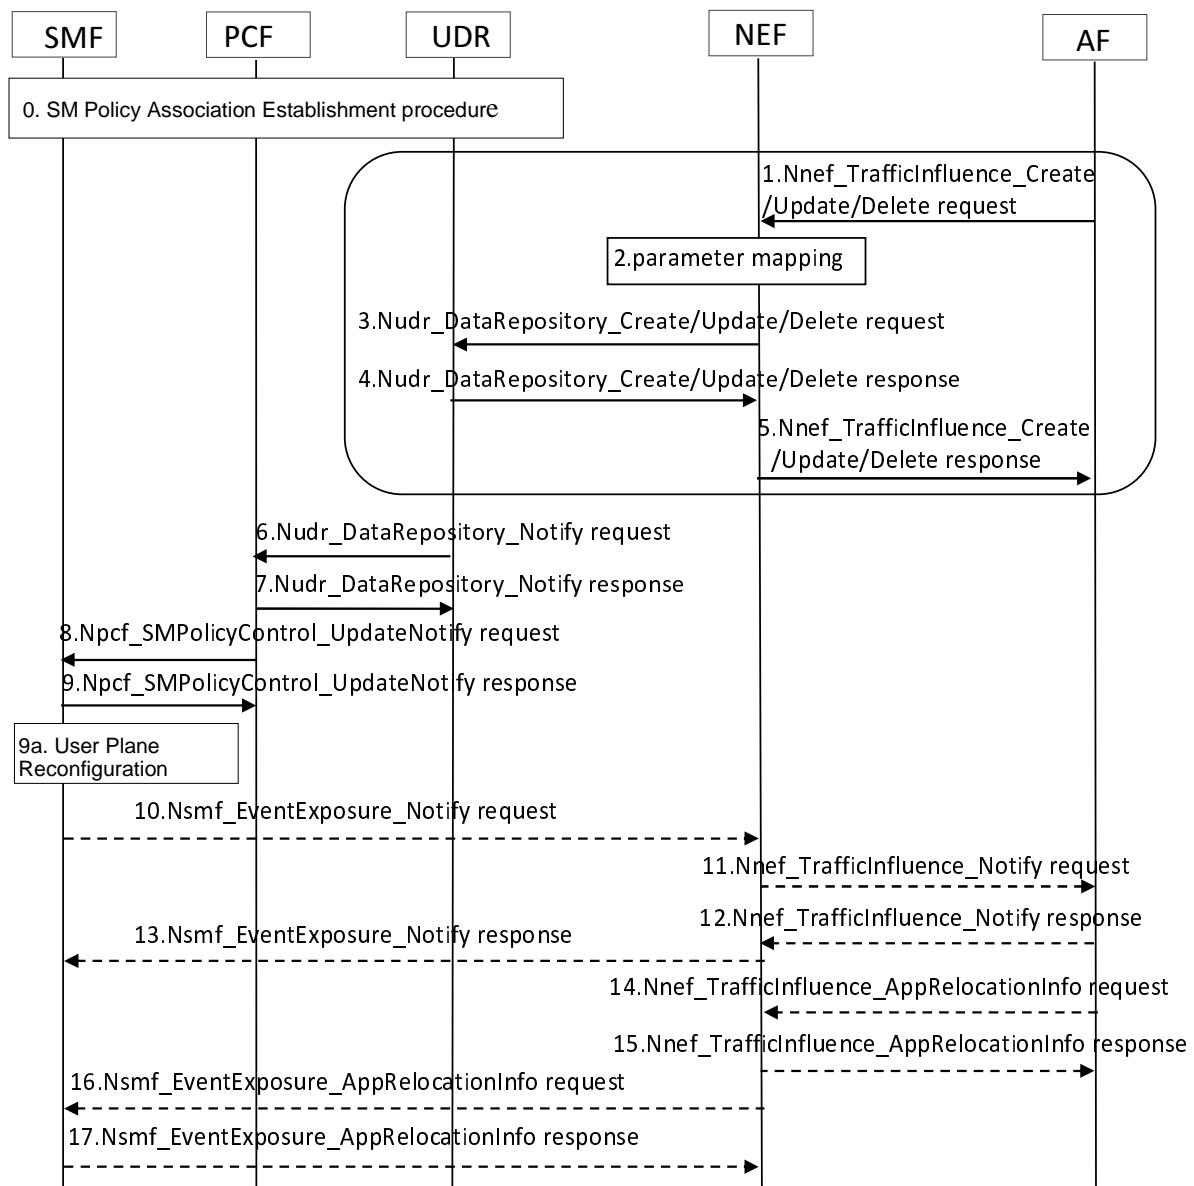 SMF
PCF
UDR
NEF
AF
0. SM Policy Association Establishment procedure
1.Nnef_TrafficInfluence_Create
/Update/Delete request
2.parameter mapping
3.Nudr_DataRepository_Create/Update/Delete request
4.Nudr_DataRepository_Create/Update/Delete response
5.Nnef_TrafficInfluence_Create
/Update/Delete response
6.Nudr_DataRepository_Notify request
7.Nudr_DataRepository_Notify response
8.Npcf_SMPolicyControl_UpdateNotify request
9.Npcf_SMPolicyControl_UpdateNotify response
9a. User Plane
Reconfiguration
10.Nsmf_EventExposure_Notify request
11.Nnef_TrafficInfluence_Notify request
12.Nnef_TrafficInfluence_Notify response
13.Nsmf_EventExposure_Notify response
14.Nnef_TrafficInfluence_AppRelocationInfo request
15.Nnef_TrafficInfluence_AppRelocationInfo response
16.Nsmf_EventExposure_AppRelocationInfo request
17.Nsmf_EventExposure_AppRelocationInfo response